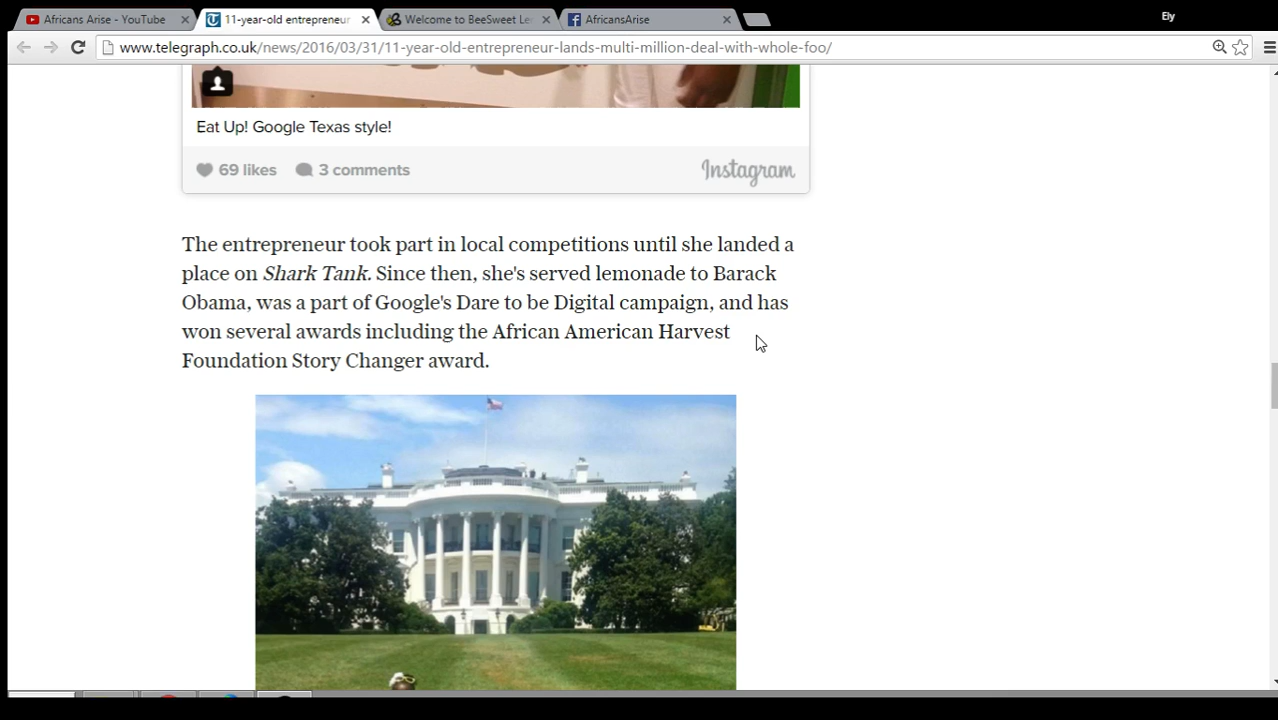 Africans Arise - YouTube
11-year-old entrepreneur
Welcome to BeeSweet Le
AfricansArise
Ely
www.telegraph.co.uk/news/2016/03/31/11-year-old-entrepreneur-lands-multi-million-deal-with-whole-foo/
Eat Up! Google Texas style!
69 likes
3 comments
Instagram
The entrepreneur took part in local competitions until she landed a
place on Shark Tank. Since then, she's served lemonade to Barack
Obama, was a part of Google's Dare to be Digital campaign, and has
won several awards including the African American Harvest
Foundation Story Changer award.